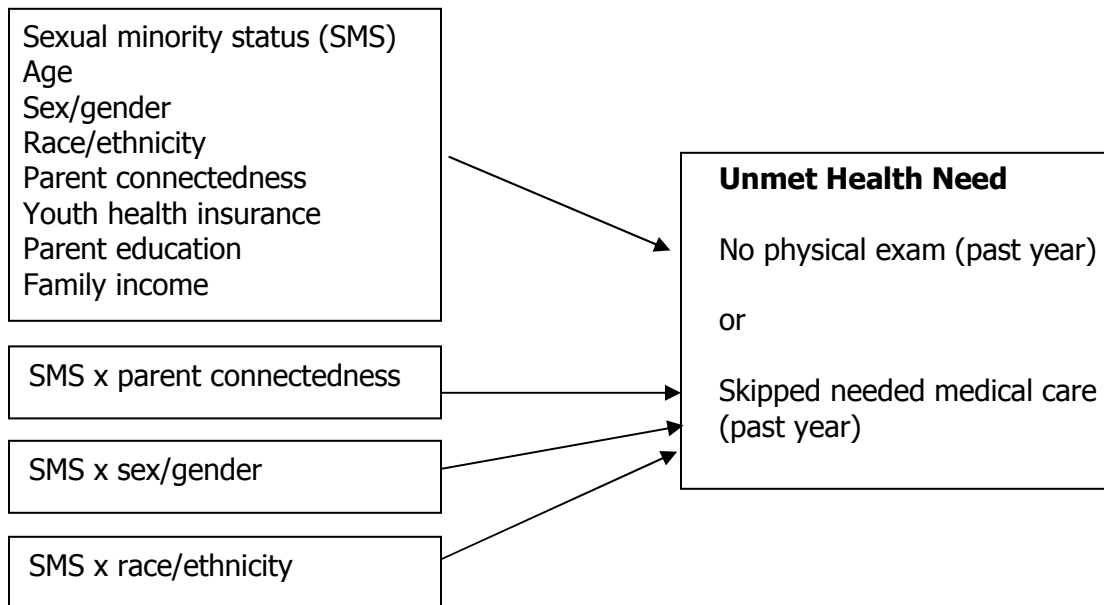 Sexual minority status (SMS)
Age
Sex/gender
Race/ethnicity
Parent connectedness
Youth health insurance
Parent education
Family income
SMS x parent connectedness
SMS x sex/gender
SMS x race/ethnicity
Unmet Health Need
No physical exam (past year)
or
Skipped needed medical care
(past year)